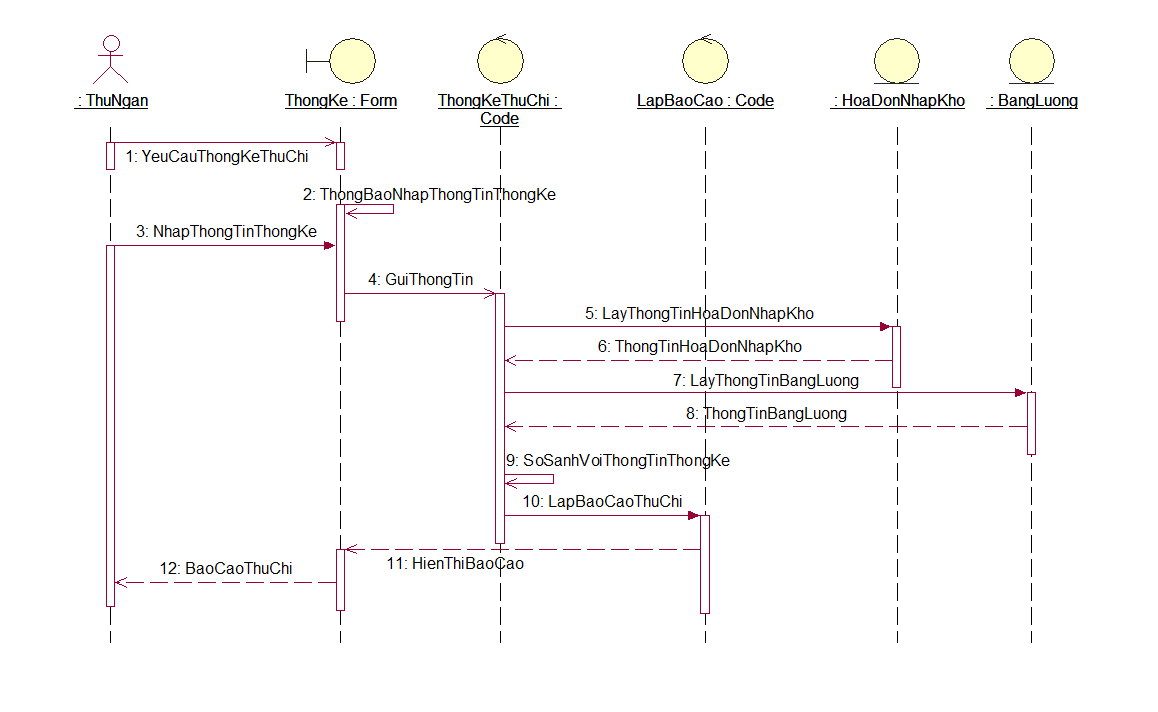 : ThuNgan
ThongKe : Form
ThongKeThuChi :
Code
LapBaoCao : Code
: HoaDonNhapKho
: BangLuong
1: YeuCauThongKeThuChi
2: ThongBaoNhapThongTinThongKe
3: NhapThongTinThongKe
4: GuiThongTin
5: LayThongTinHoaDonNhapKho
6: ThongTinHoaDonNhapKho
7: LayThongTinBangLuong
8: ThongTinBangLuong
9: SoSanhVoiThongTinThongKe
10: LapBaoCaoThuChi
11: HienThiBaoCao
12: BaoCaoThuChi